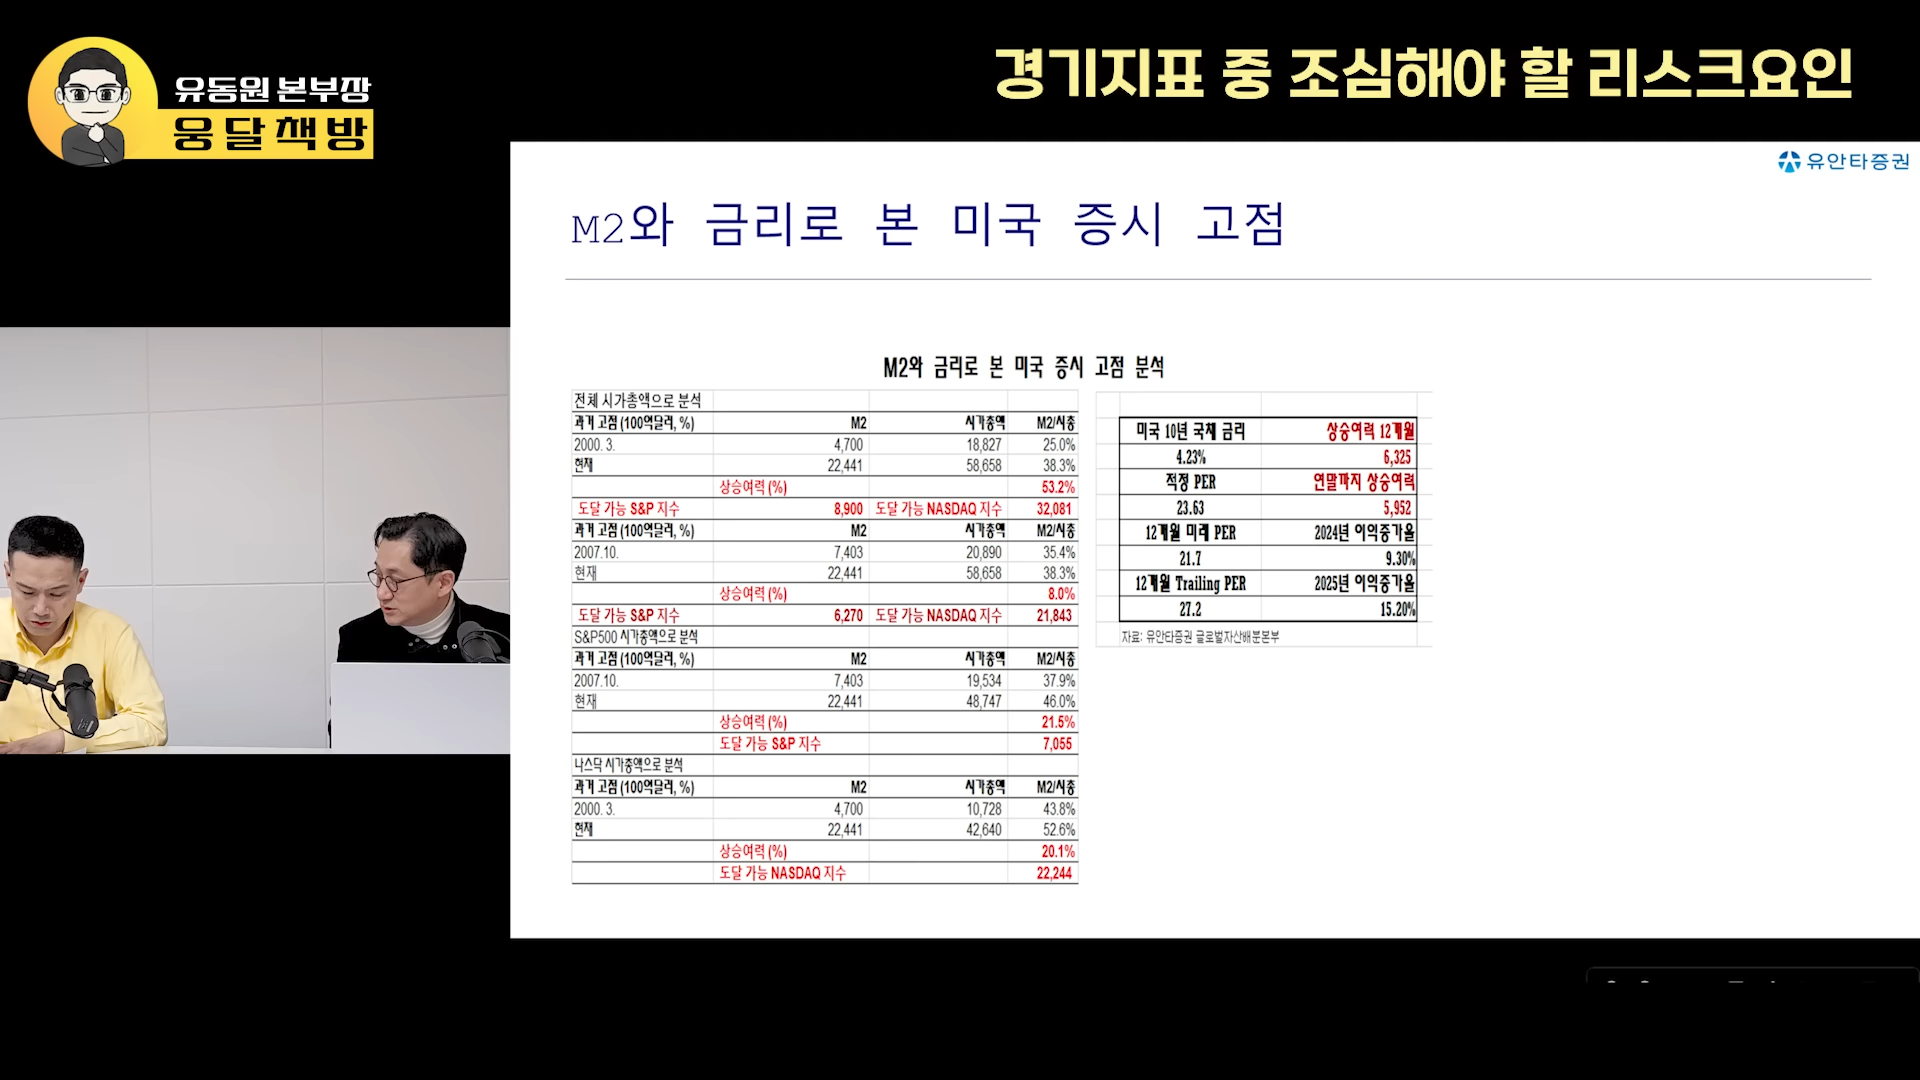 유동원 본부장
웅달책방
경기지표 중 조심해야 할 리스크요인
유안타증권
M2와 금리로 본 미국 증시 고점
M2와 금리로 본 미국 증시 고점 분석
전체 시가총액으로 분석
과거 고점 (100억달러, %) M2 시가총액 M2/시총
2000. 3. 4,700 18,827 25.0%
현재 22,441 58,658 38.3%
상승여력 (%) 53.2%
도달 가능 S&P 지수 8,900 도달 가능 NASDAQ 지수 32,081
과거 고점 (100억달러, %) M2 시가총액 M2/시총
2007.10. 7,403 20,890 35.4%
현재 22,441 58,658 38.3%
상승여력 (%) 8.0%
도달 가능 S&P 지수 6,270 도달 가능 NASDAQ 지수 21,843
S&P500 시가총액으로 분석
과거 고점 (100억달러, %) M2 시가총액 M2/시총
2007.10. 7,403 19,534 37.9%
현재 22,441 48,747 46.0%
상승여력 (%) 21.5%
도달 가능 S&P 지수 7,055
나스닥 시가총액으로 분석
과거 고점 (100억달러, %) M2 시가총액 M2/시총
2000. 3. 4,700 10,728 43.8%
현재 22,441 42,640 52.6%
상승여력 (%) 20.1%
도달 가능 NASDAQ 지수 22,244
미국 10년 국채 금리 상승여력 12개월
4.23% 6,325
적정 PER 연말까지 상승여력
23.63 5,952
12개월 미래 PER 2024년 이익증가율
21.7 9.30%
12개월 Trailing PER 2025년 이익증가율
27.2 15.20%
자료: 유안타증권 글로벌자산배분본부